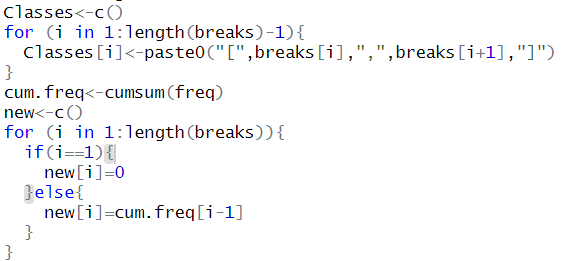 Classes<-c()
for (i in 1:length(breaks)-1){
  Classes[i]<-paste0("[",breaks[i],",",breaks[i+1],"]")
}
cum.freq<-cumsum(freq)
new<-c()
for (i in 1:length(breaks)){
  if(i==1){
    new[i]=0
  }else{
    new[i]=cum.freq[i-1]
  }
}